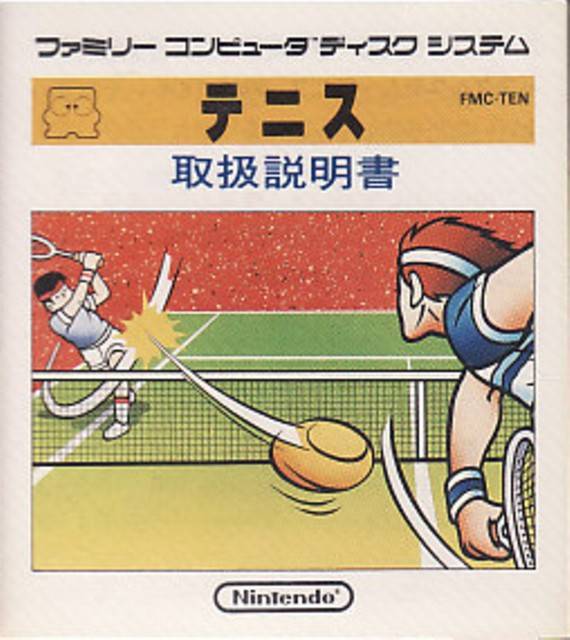 ファミリー コンピュータ ディスク システム
テニス
FMC-TEN
取扱説明書
Nintendo®